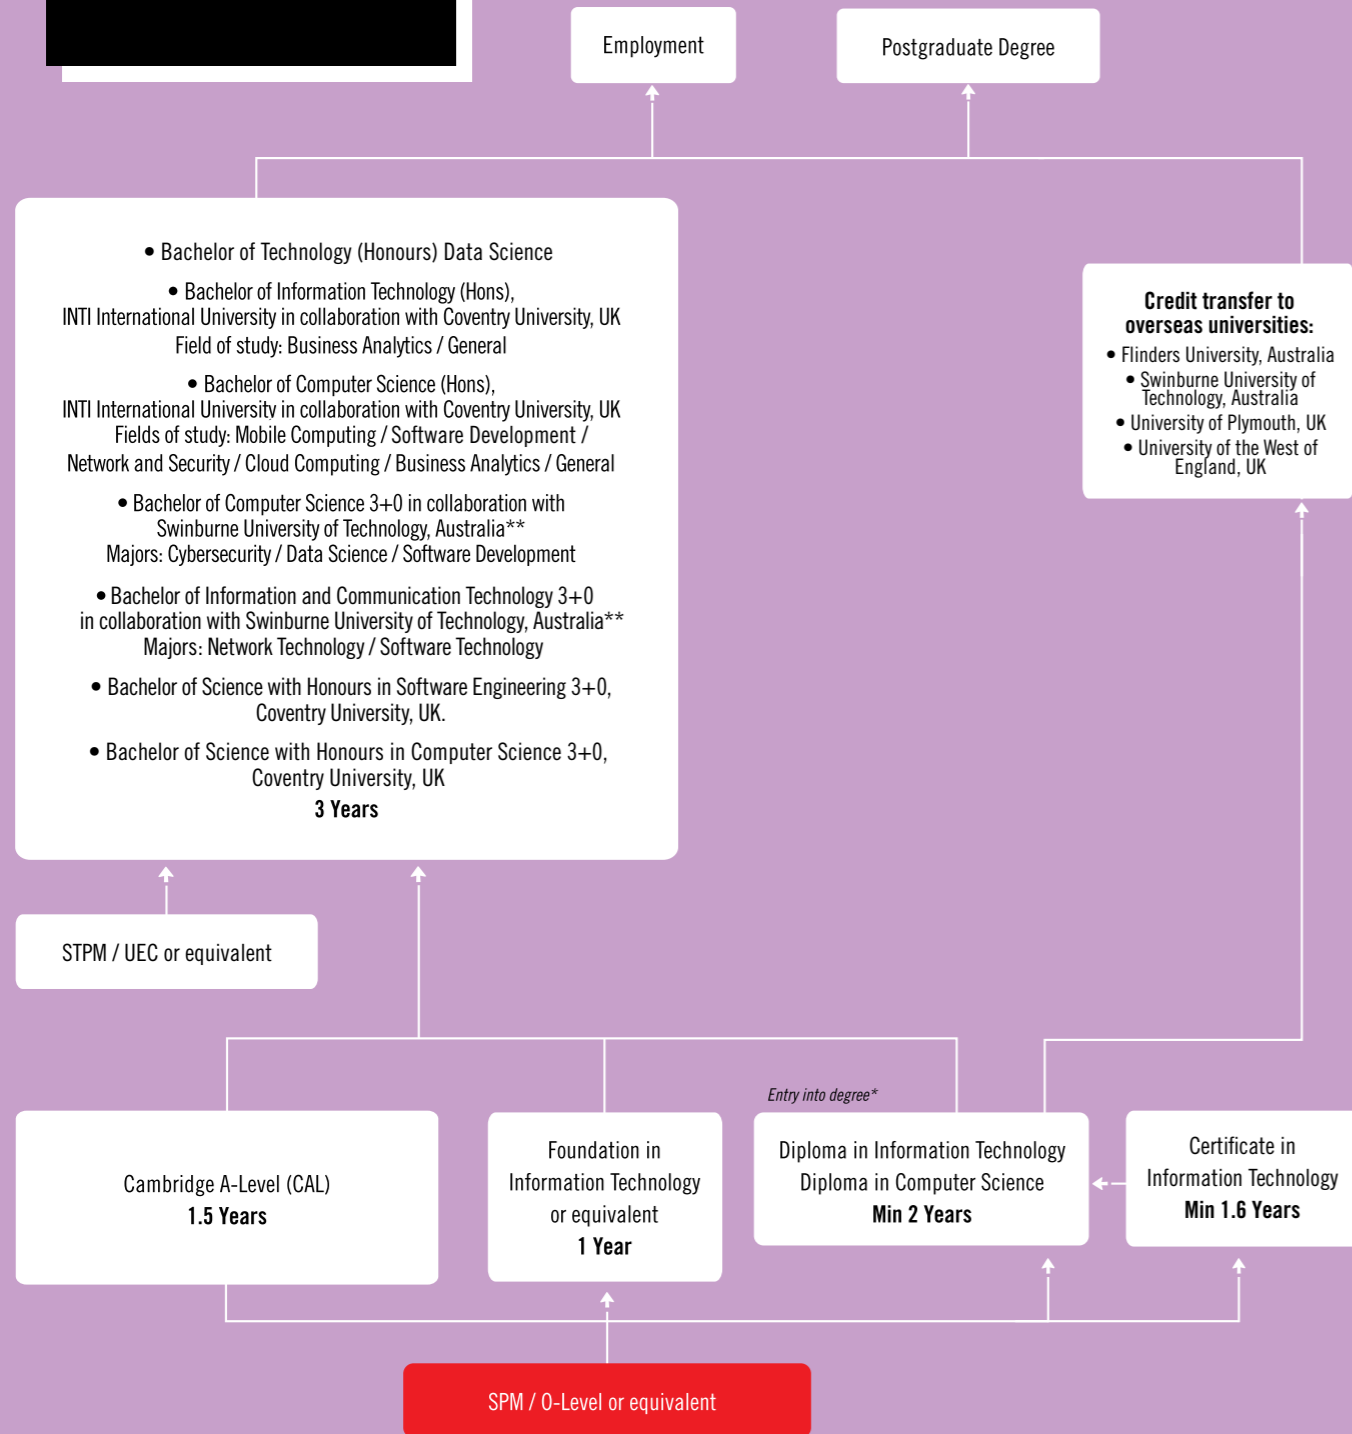 Employment
Postgraduate Degree
• Bachelor of Technology (Honours) Data Science
• Bachelor of Information Technology (Hons),
INTI International University in collaboration with Coventry University, UK
Field of study: Business Analytics / General
• Bachelor of Computer Science (Hons),
INTI International University in collaboration with Coventry University, UK
Fields of study: Mobile Computing / Software Development /
Network and Security / Cloud Computing / Business Analytics / General
• Bachelor of Computer Science 3+0 in collaboration with
Swinburne University of Technology, Australia**
Majors: Cybersecurity / Data Science / Software Development
• Bachelor of Information and Communication Technology 3+0
in collaboration with Swinburne University of Technology, Australia**
Majors: Network Technology / Software Technology
• Bachelor of Science with Honours in Software Engineering 3+0,
Coventry University, UK.
• Bachelor of Science with Honours in Computer Science 3+0,
Coventry University, UK
3 Years
Credit transfer to
overseas universities:
• Flinders University, Australia
• Swinburne University of
Technology, Australia
• University of Plymouth, UK
• University of the West of
England, UK
STPM / UEC or equivalent
Cambridge A-Level (CAL)
1.5 Years
Foundation in
Information Technology
or equivalent
1 Year
Entry into degree*
Diploma in Information Technology
Diploma in Computer Science
Min 2 Years
Certificate in
Information Technology
Min 1.6 Years
SPM / O-Level or equivalent